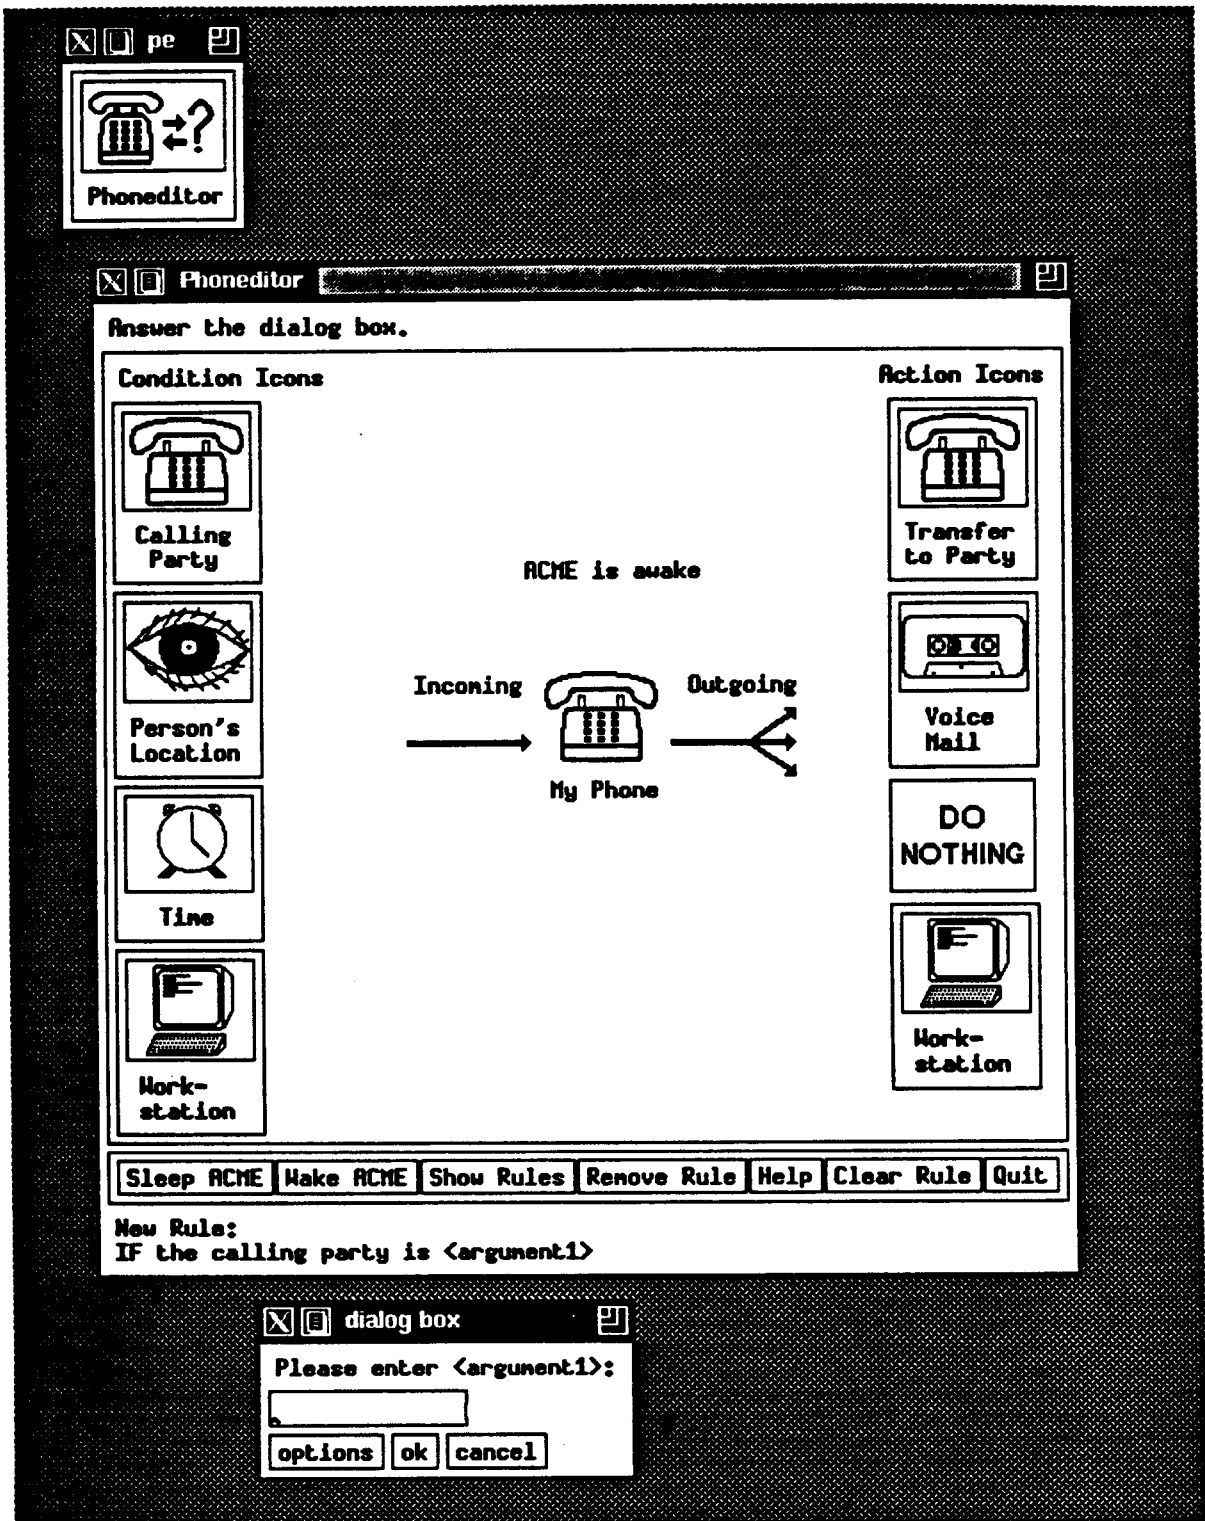 pe
Phoneditor
Phoneditor
Answer the dialog box.
Condition Icons
Action Icons
Calling
Party
Transfer
to Party
ACME is awake
Person's
Location
Incoming
Outgoing
My Phone
Voice
Mail
DO
NOTHING
Time
Work-
station
Work-
station
Sleep ACME Wake ACME Show Rules Remove Rule Help Clear Rule Quit
New Rule:
IF the calling party is <argument1>
dialog box
Please enter <argument1>:
options ok cancel